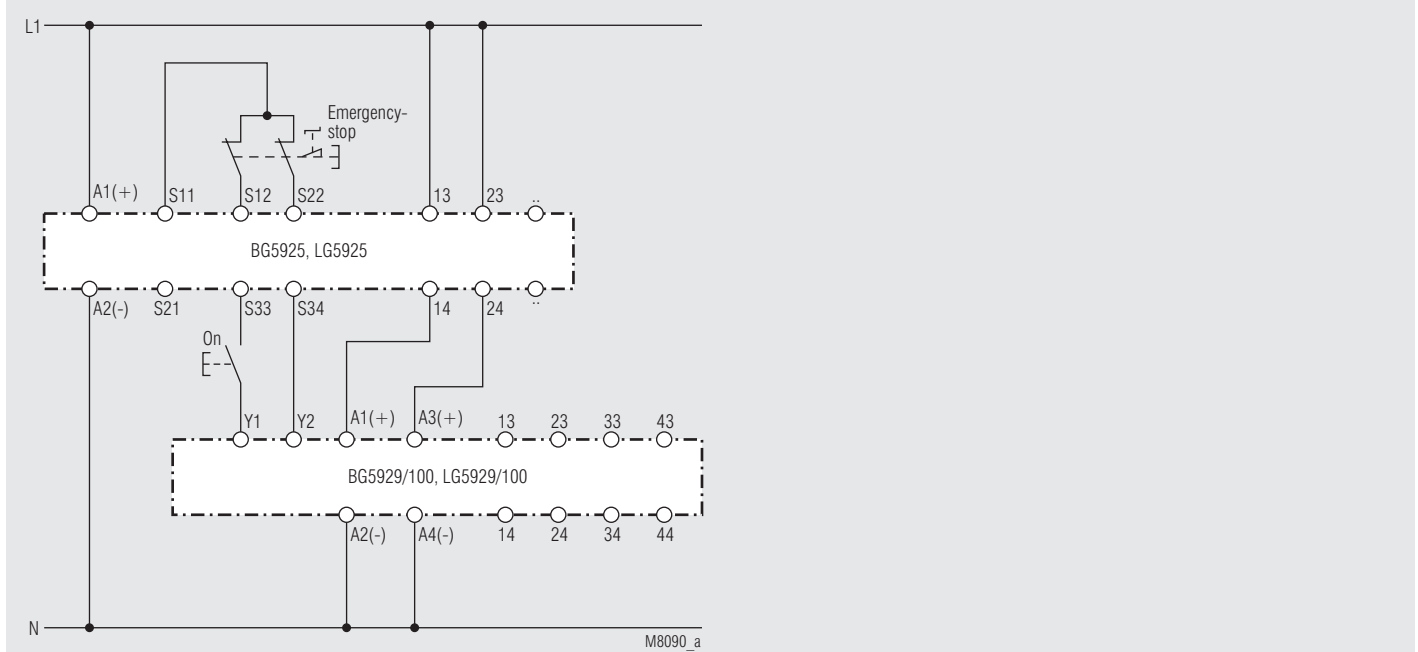 L1
Emergency-
stop
A1(+) S11 S12 S22 13 23 ..
BG5925, LG5925
A2(-) S21 S33 S34 14 24 ..
On
Y1 Y2 A1(+) A3(+) 13 23 33 43
BG5929/100, LG5929/100
A2(-) A4(-) 14 24 34 44
N
M8090_a